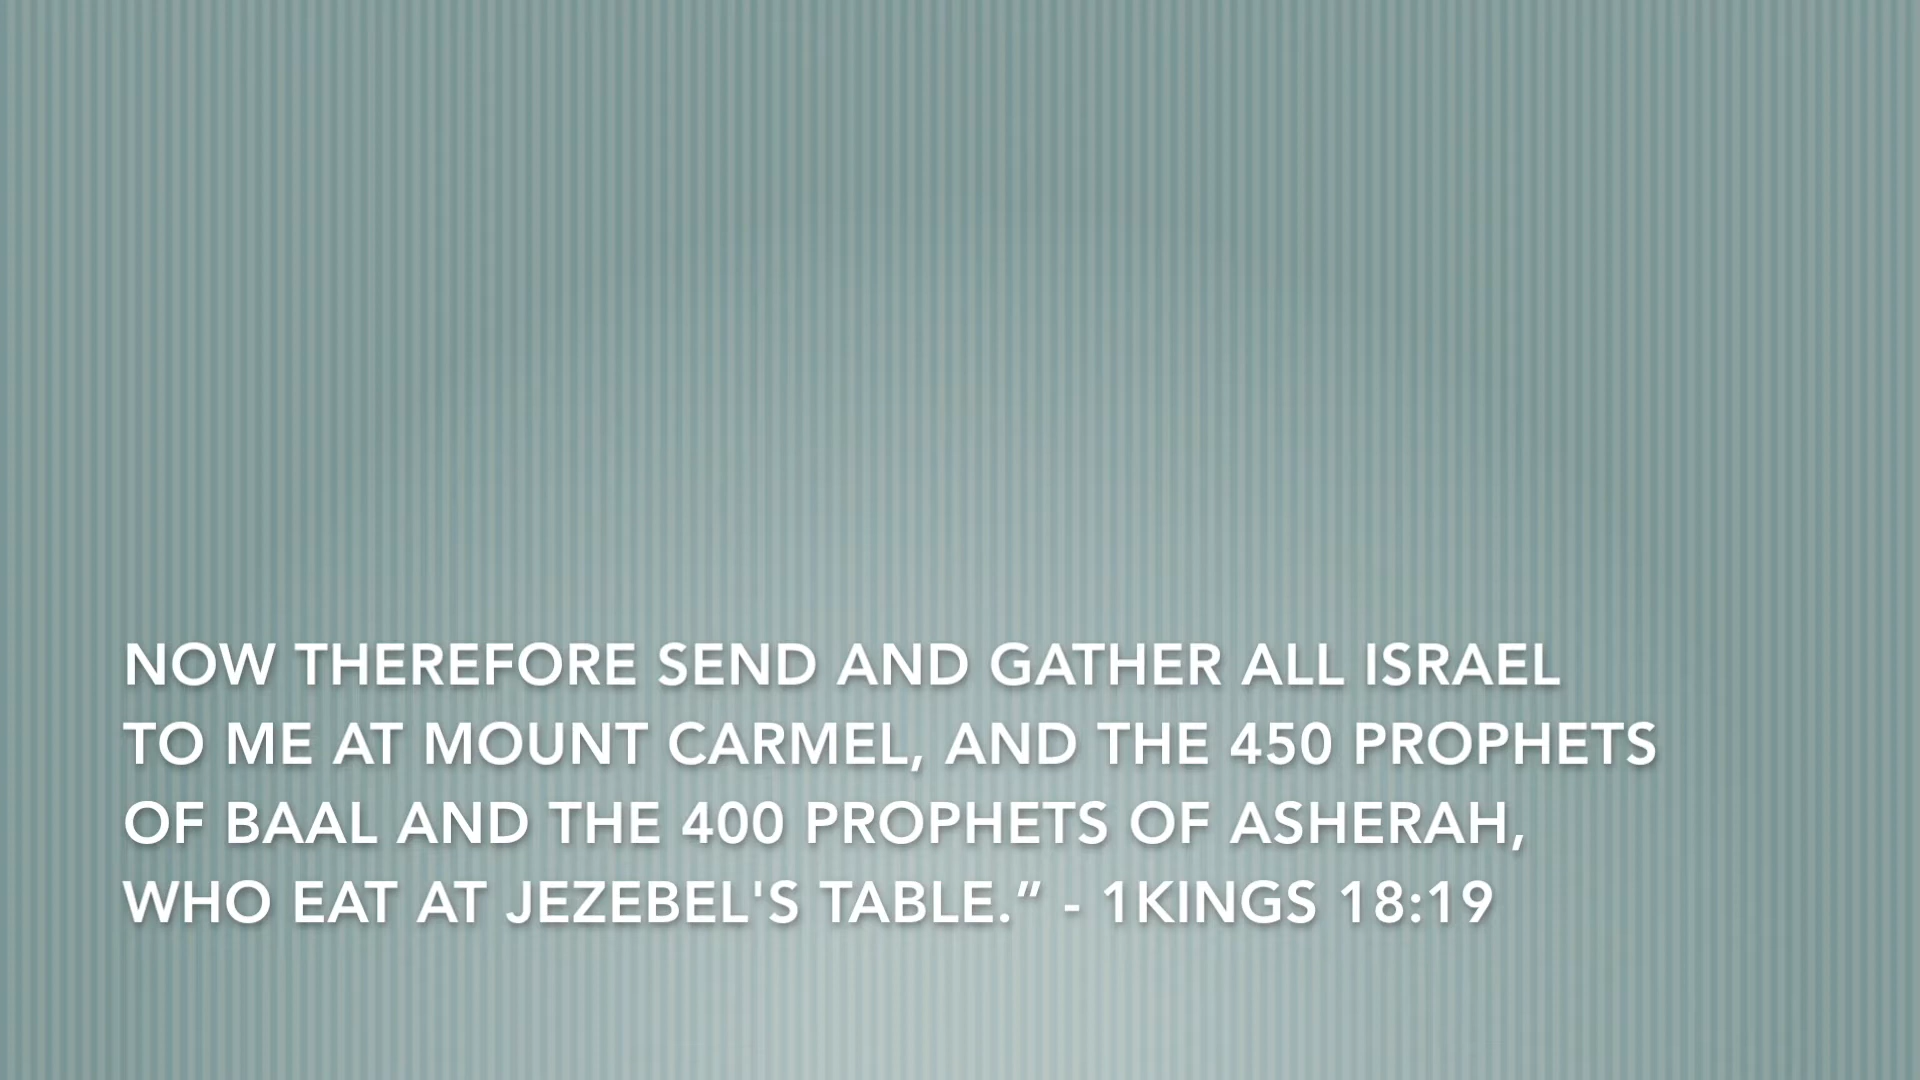 NOW THEREFORE SEND AND GATHER ALL ISRAEL
TO ME AT MOUNT CARMEL, AND THE 450 PROPHETS
OF BAAL AND THE 400 PROPHETS OF ASHERAH,
WHO EAT AT JEZEBEL'S TABLE.” - 1KINGS 18:19